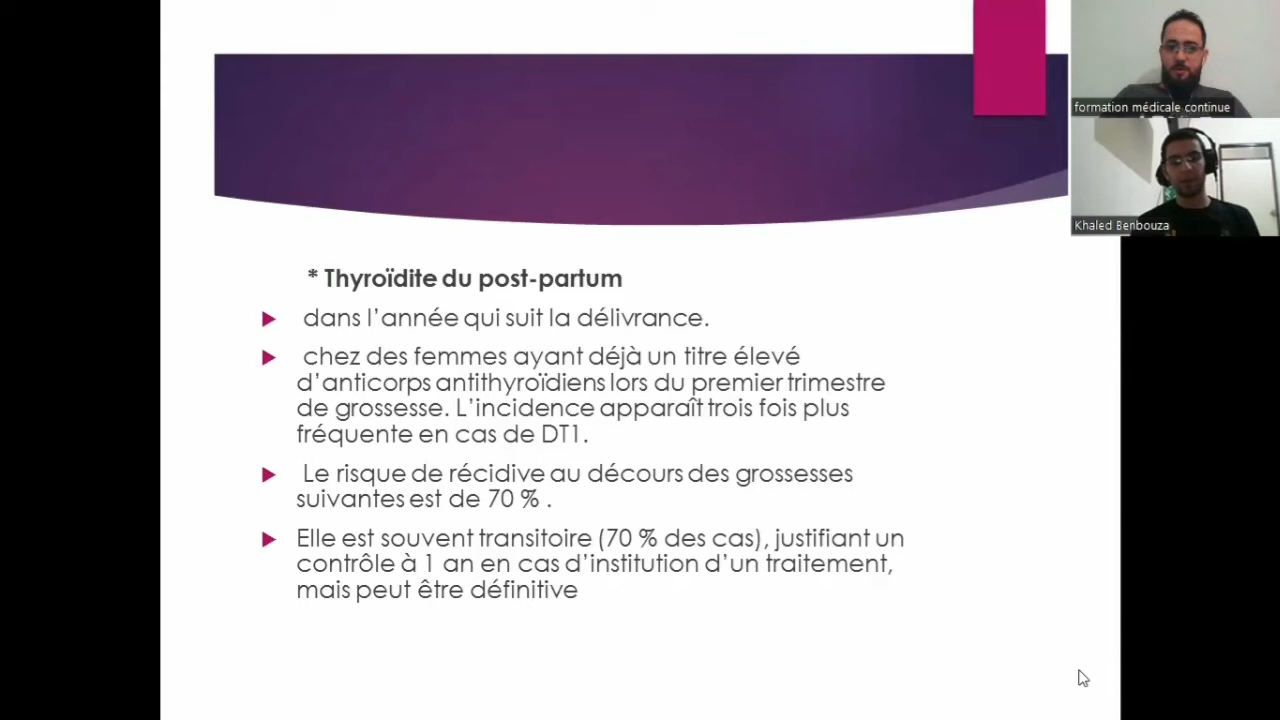 formation médicale continue
Khaled Benbouza
* Thyroïdite du post-partum
dans l’année qui suit la délivrance.
chez des femmes ayant déjà un titre élevé
d’anticorps antithyroïdiens lors du premier trimestre
de grossesse. L’incidence apparaît trois fois plus
fréquente en cas de DT1.
Le risque de récidive au décours des grossesses
suivantes est de 70 % .
Elle est souvent transitoire (70 % des cas), justifiant un
contrôle à 1 an en cas d’institution d’un traitement,
mais peut être définitive